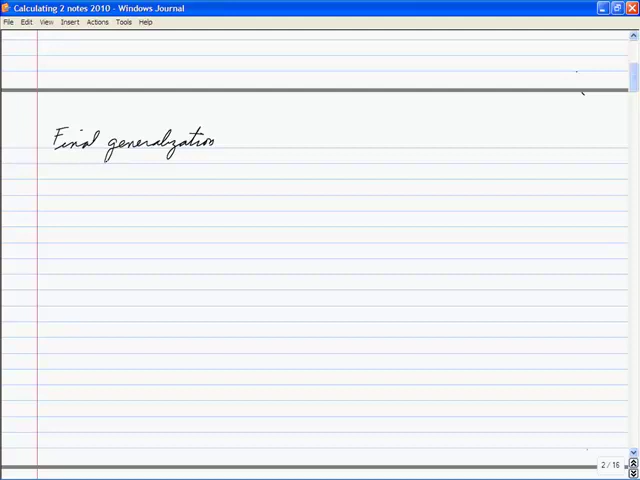 Calculating 2 notes 2010 - Windows Journal
File Edit View Insert Actions Tools Help
Final generalization
2 / 16